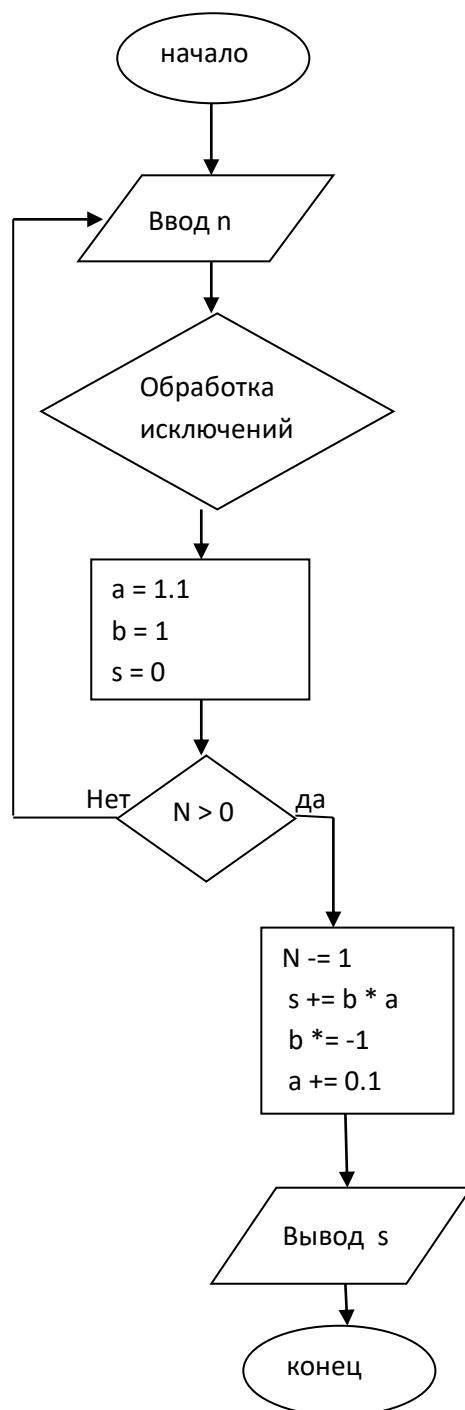 начало
Ввод n
Обработка
исключений
a = 1.1
b = 1
s = 0
Нет
N > 0
да
N -= 1
s += b * a
b *= -1
a += 0.1
Вывод s
конец